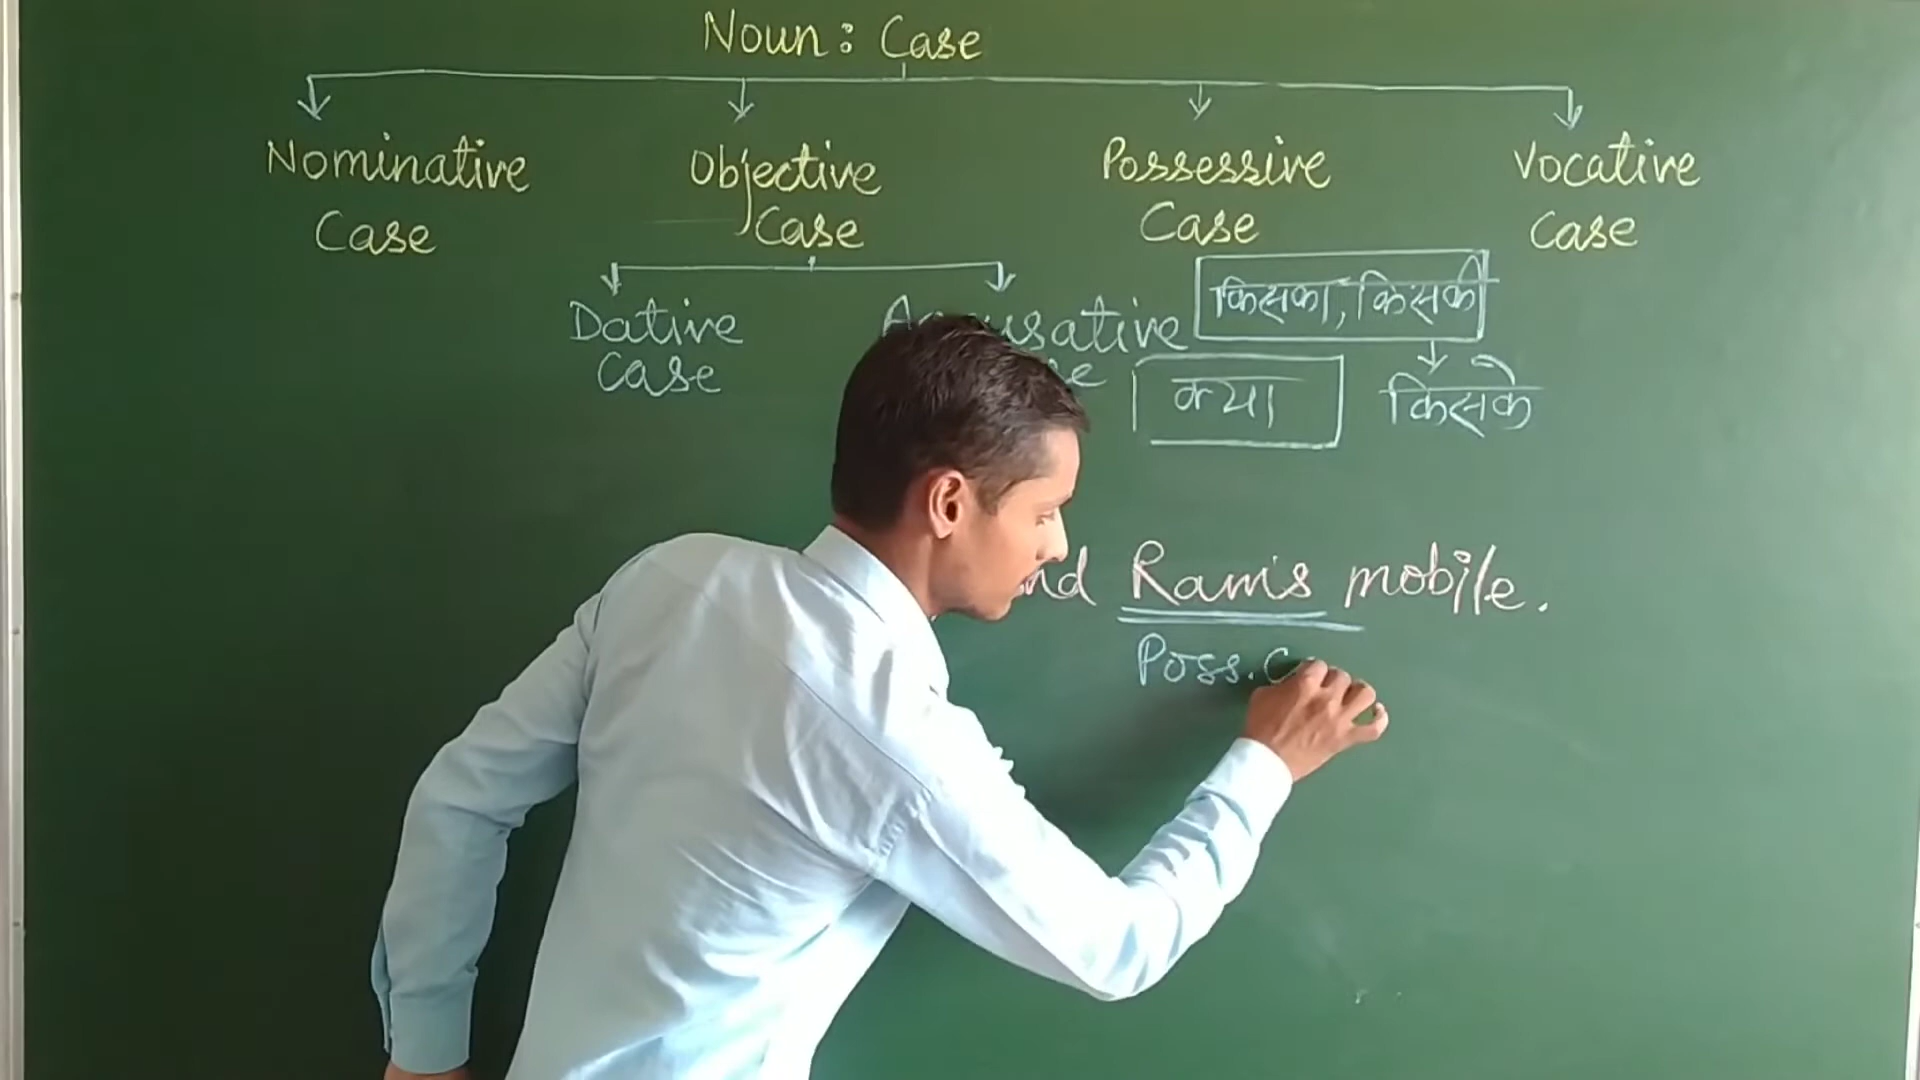 Noun : Case
Nominative Case
Objective Case
Possessive Case
Vocative Case
Dative Case
किसका, किसकी
क्या
किसके
Ram's mobile.
Poss.